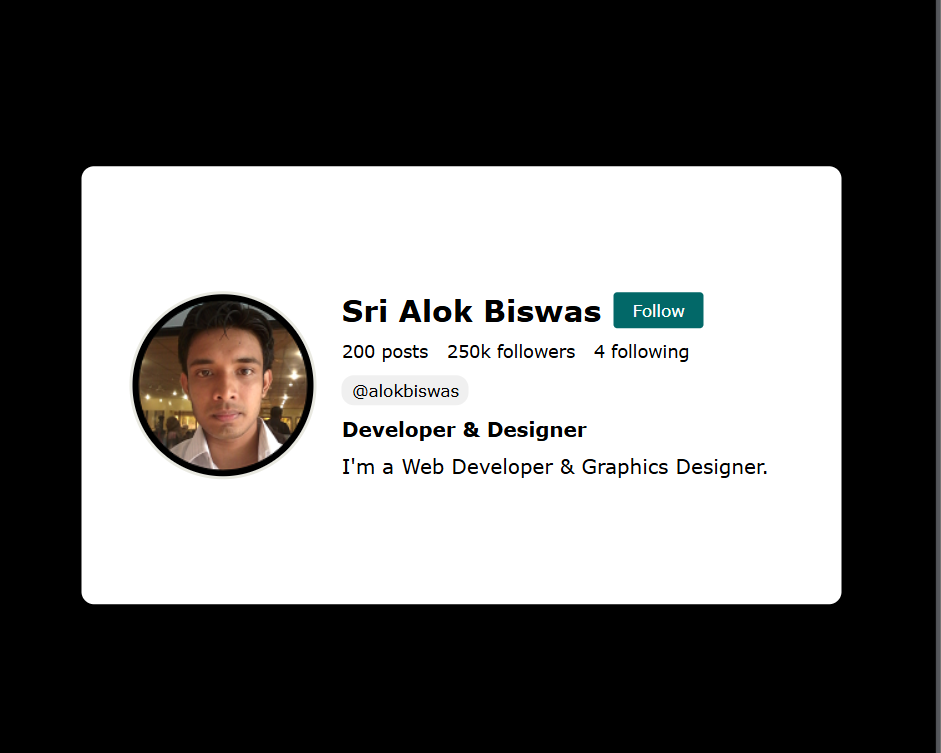 Sri Alok Biswas Follow
200 posts 250k followers 4 following
@alokbiswas
Developer & Designer
I'm a Web Developer & Graphics Designer.